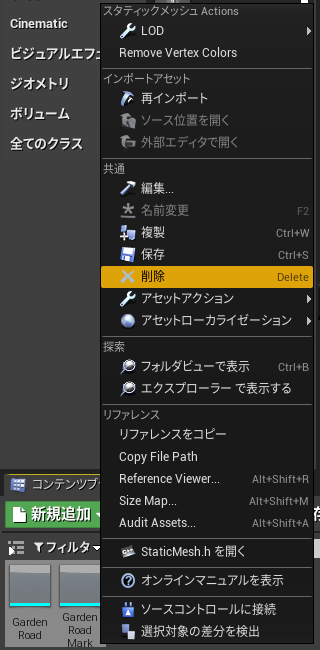 スタティックメッシュ Actions
Cinematic
LOD
ビジュアルエフェ
Remove Vertex Colors
インポートアセット
ジオメトリ
再インポート
ボリューム
ソース位置を開く
全てのクラス
外部エディタで開く
共通
編集...
名前変更 F2
複製 Ctrl+W
保存 Ctrl+S
削除 Delete
アセットアクション
アセットローカライゼーション
探索
フォルダビューで表示 Ctrl+B
エクスプローラー で表示する
リファレンス
リファレンスをコピー
Copy File Path
Reference Viewer... Alt+Shift+R
コンテンツブ
Size Map... Alt+Shift+M
新規追加
Audit Assets... Alt+Shift+A
存
フィルタ
StaticMesh.h を開く
オンラインマニュアルを表示
ソースコントロールに接続
選択対象の差分を検出
Garden
Road
Garden
Road
Mark